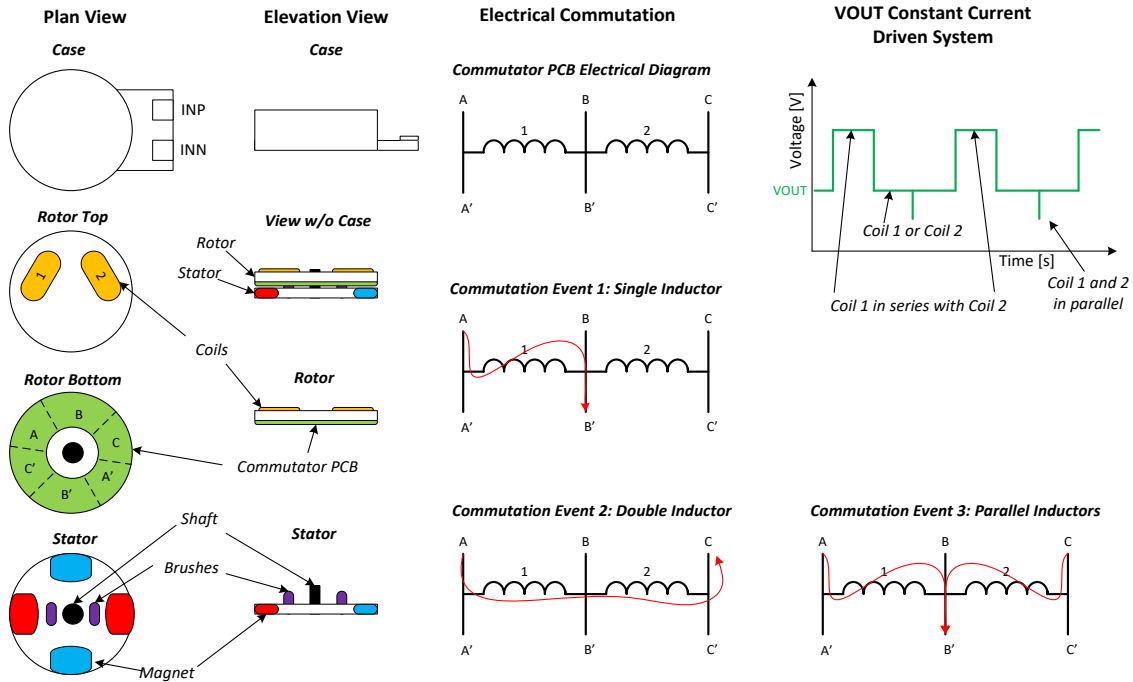 Plan View
Case
INP
INN
Rotor Top
1
2
Coils
Rotor Bottom
B
A
C
C'
A'
B'
Stator
Elevation View
Case
View w/o Case
Rotor
Stator
Rotor
Commutator PCB
Shaft
Stator
Brushes
Magnet
Electrical Commutation
Commutator PCB Electrical Diagram
A
B
C
1
2
A'
B'
C'
Commutation Event 1: Single Inductor
A
B
C
1
2
A'
B'
C'
Commutation Event 2: Double Inductor
A
B
C
1
2
A'
B'
C'
VOUT Constant Current
Driven System
Voltage [V]
VOUT
Coil 1 or Coil 2
Time [s]
Coil 1 in series with Coil 2
Coil 1 and 2
in parallel
Commutation Event 3: Parallel Inductors
A
B
C
1
2
A'
B'
C'